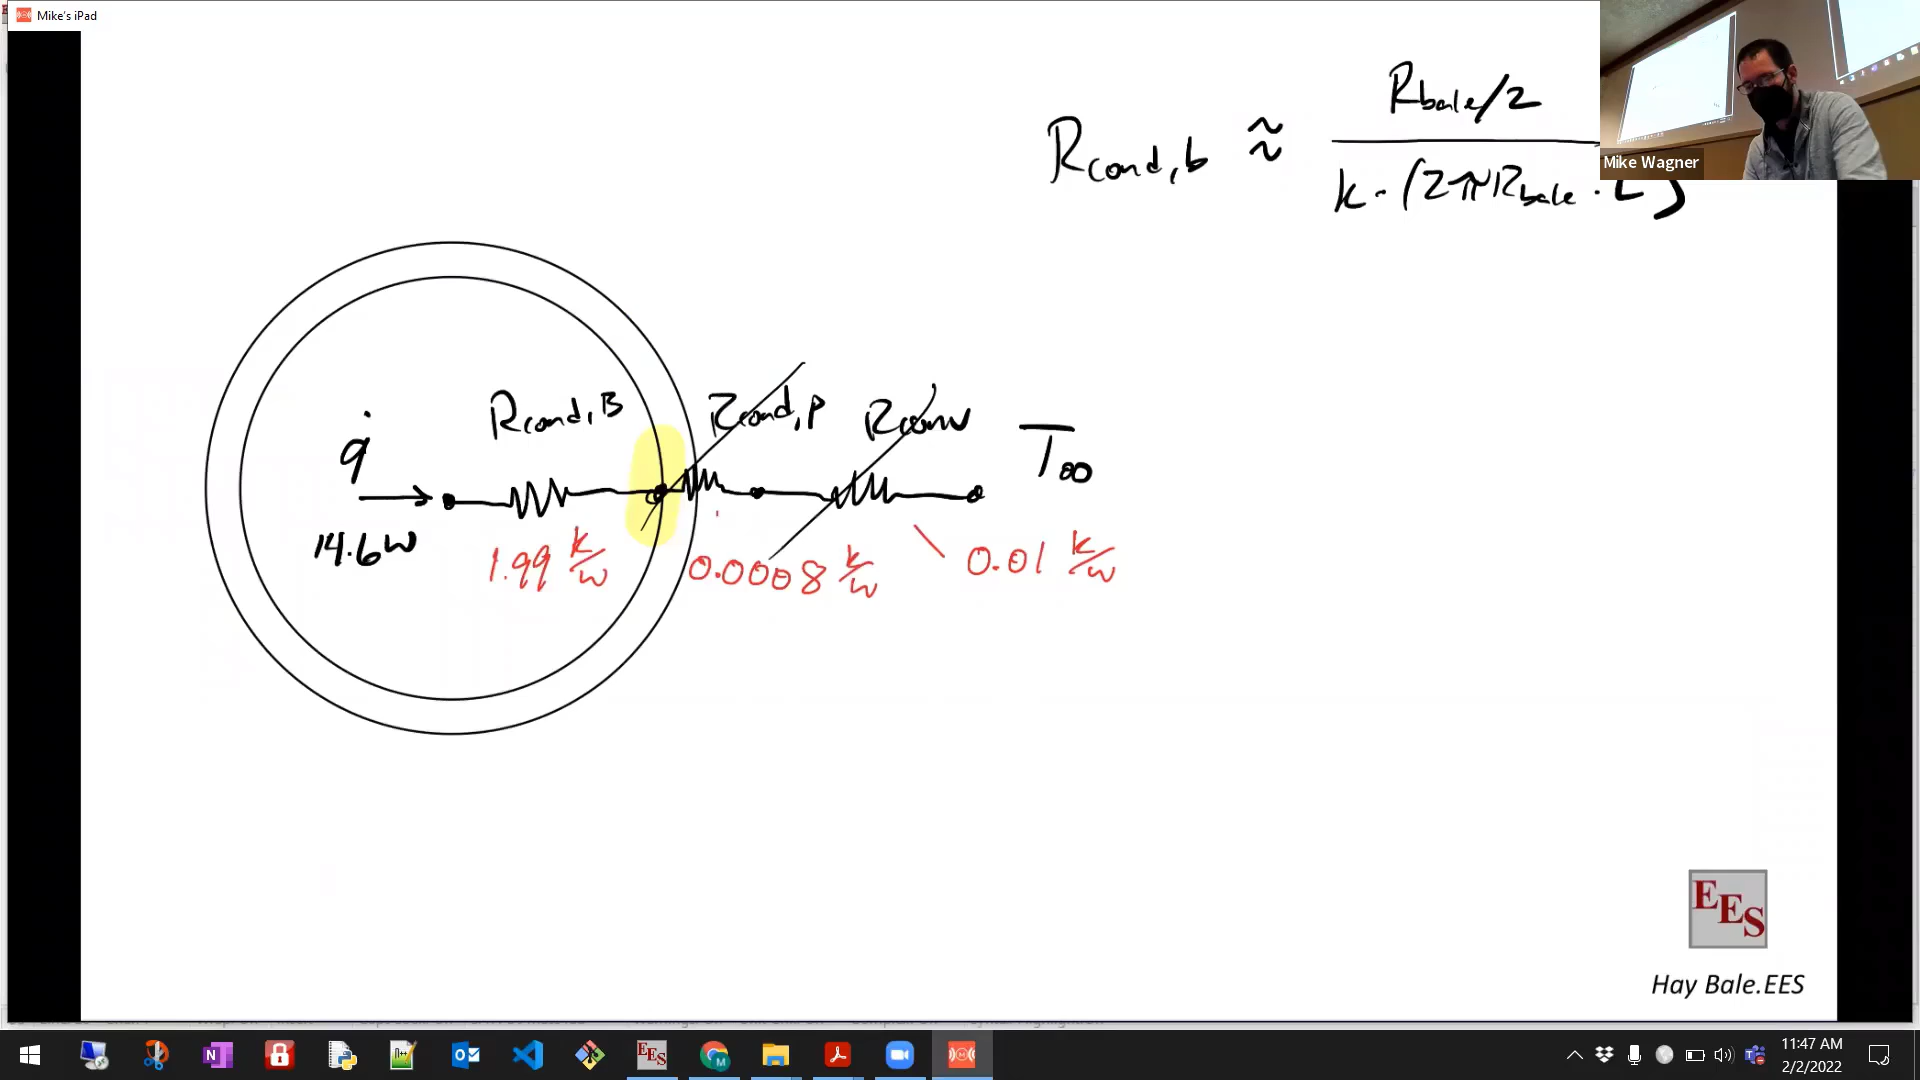 Mike's iPad
Rbale/2
Rcond,b ≈
k·(2πRbale·L)
Mike Wagner
Rcond,B
Rcond,P
Rconv
T∞
q̇
14.6W
1.99 K/W
0.0008 K/W
0.01 K/W
EES
Hay Bale.EES
11:47 AM
2/2/2022